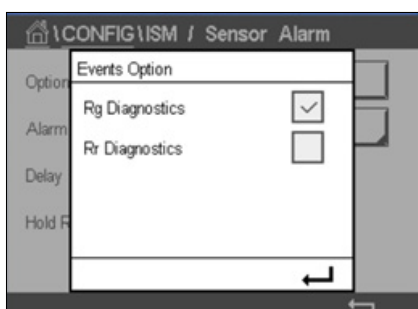 \CONFIG\ISM / Sensor Alarm
Events Option
Option
Rg Diagnostics
Alarm
Rr Diagnostics
Delay
Hold R